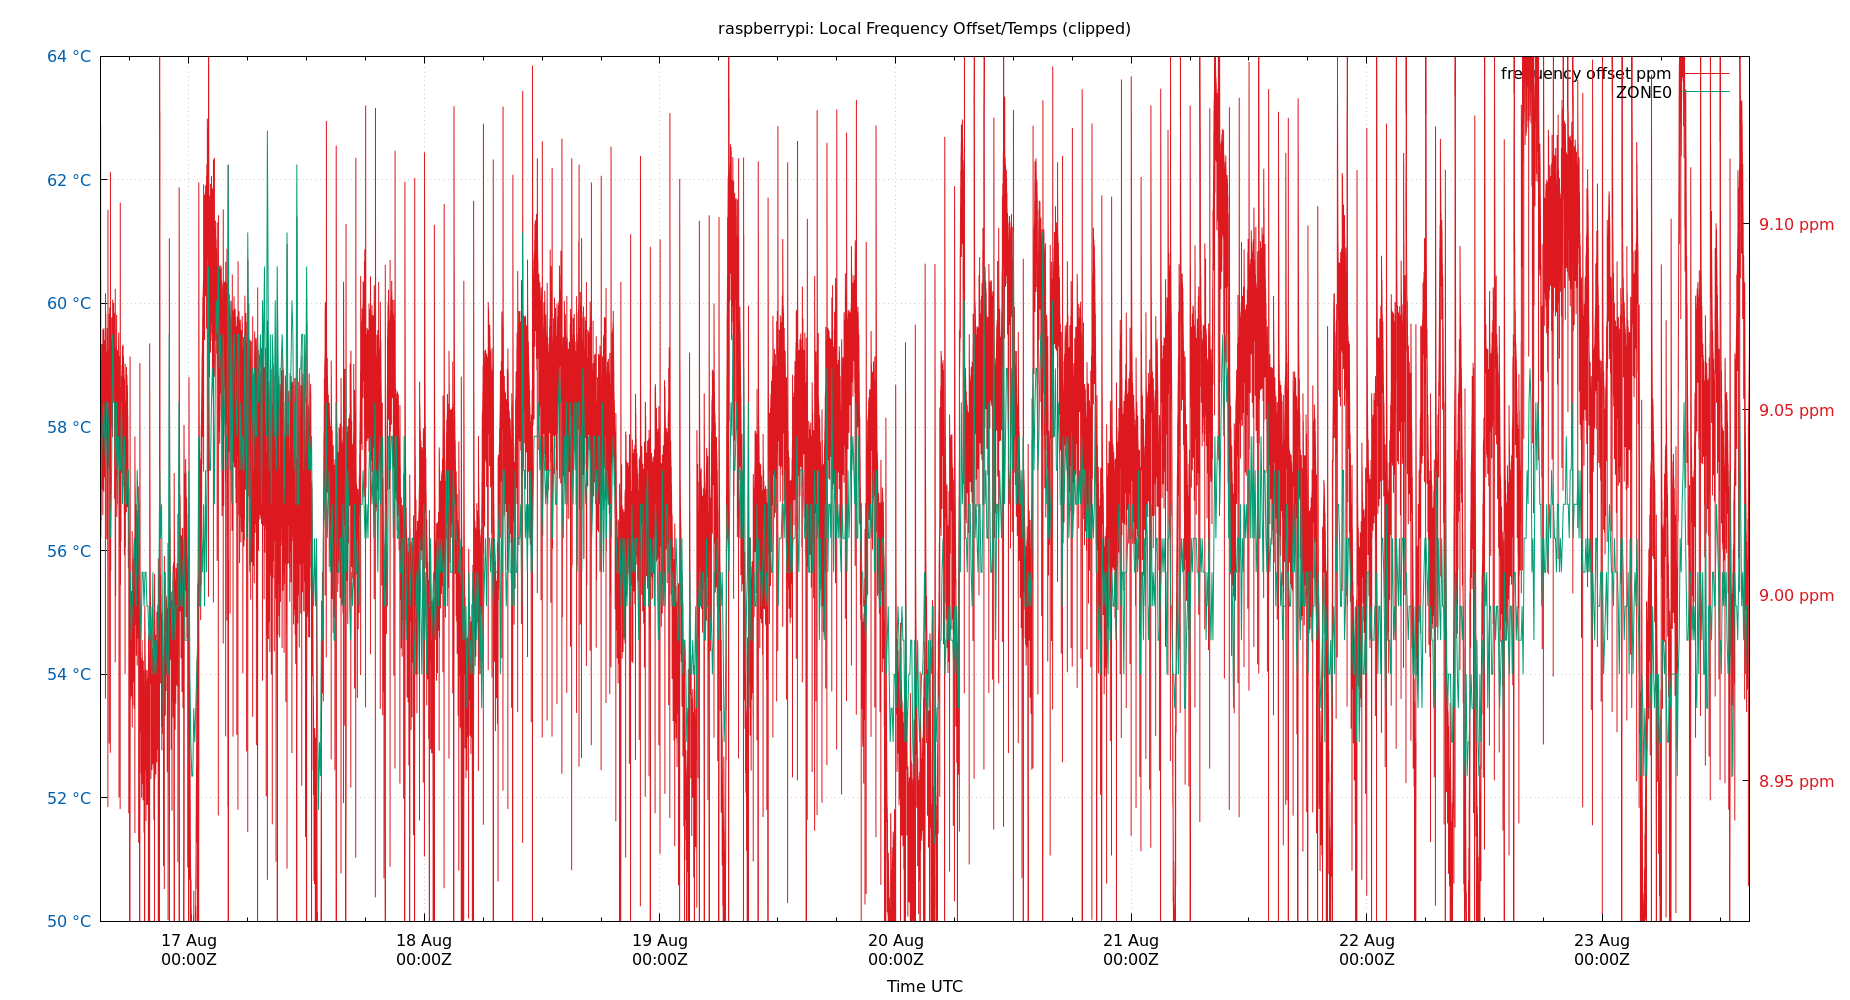 raspberrypi: Local Frequency Offset/Temps (clipped)
64 °C
62 °C
60 °C
58 °C
56 °C
54 °C
52 °C
50 °C
frequency offset ppm
ZONE0
9.10 ppm
9.05 ppm
9.00 ppm
8.95 ppm
17 Aug 18 Aug 19 Aug 20 Aug 21 Aug 22 Aug 23 Aug
00:00Z 00:00Z 00:00Z 00:00Z 00:00Z 00:00Z 00:00Z
Time UTC